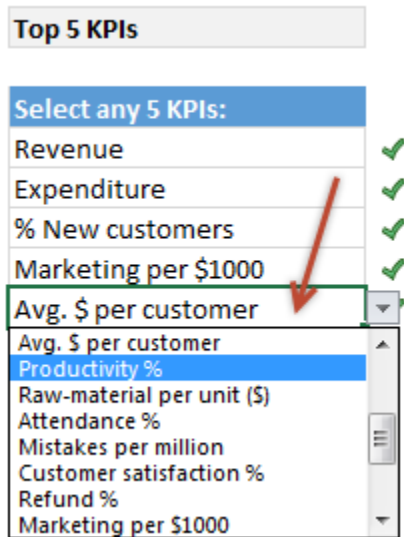 Top 5 KPIs
Select any 5 KPIs:
Revenue
Expenditure
% New customers
Marketing per $1000
Avg. $ per customer
Avg. $ per customer
Productivity %
Raw-material per unit ($)
Attendance %
Mistakes per million
Customer satisfaction %
Refund %
Marketing per $1000